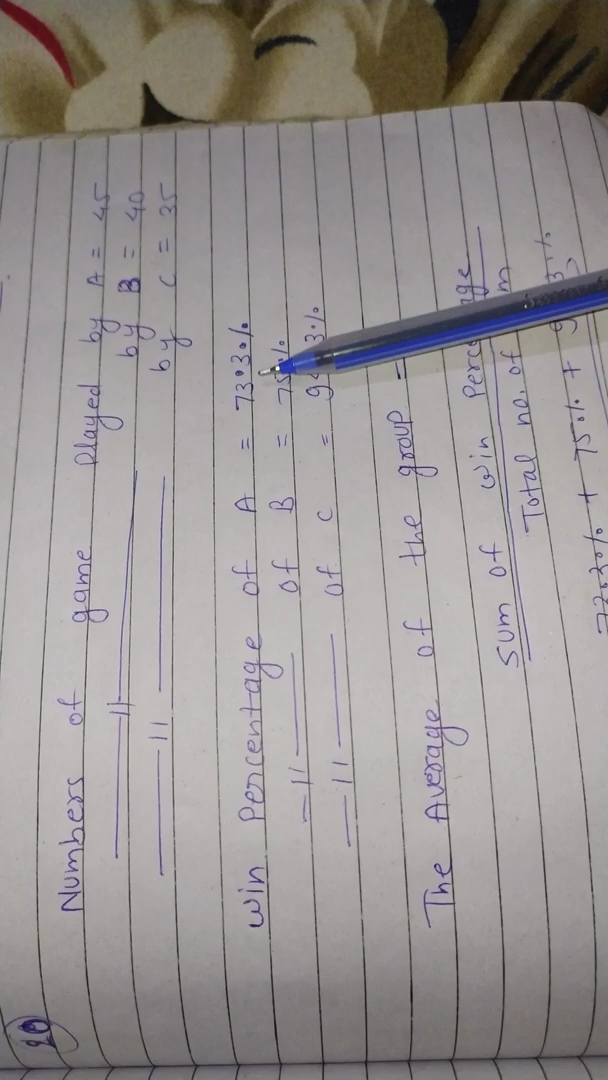 20
Numbers of game Played by A = 45
—— 11 —— by B = 40
—— 11 —— by C = 35
Win Percentage of A = 73.3%
— 11 — of B = 75%
— 11 — of C =
The Average of the group
Sum of win
Total no. of
73.3% + 75% +